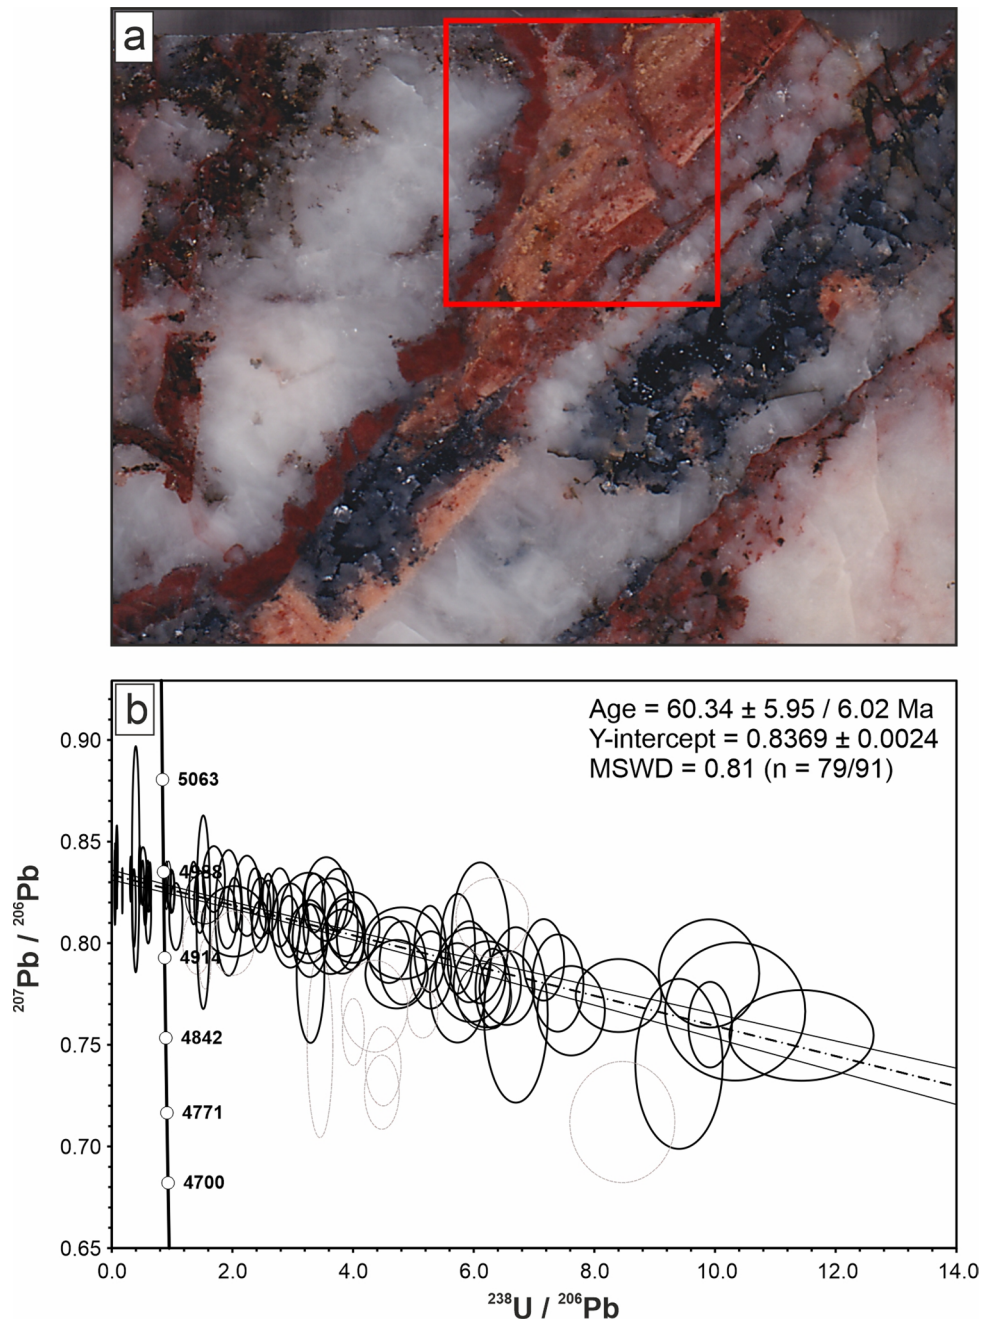 a
b
Age = 60.34 ± 5.95 / 6.02 Ma
Y-intercept = 0.8369 ± 0.0024
MSWD = 0.81 (n = 79/91)
0.90
5063
0.85
4988
²⁰⁷Pb / ²⁰⁶Pb
0.80
4914
4842
0.75
4771
0.70
4700
0.65
0.0 2.0 4.0 6.0 8.0 10.0 12.0 14.0
²³⁸U / ²⁰⁶Pb